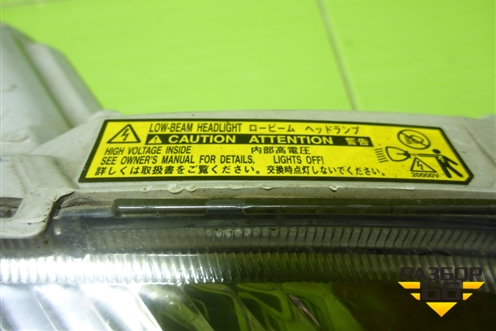 LOW-BEAM HEADLIGHT ロービーム ヘッドランプ
CAUTION ATTENTION 警告
HIGH VOLTAGE INSIDE 内部高電圧
SEE OWNER'S MANUAL FOR DETAILS. LIGHTS OFF!
詳しくは取扱書をご覧ください。交換時点灯しないでください。
20000V
РАЗБОР
66